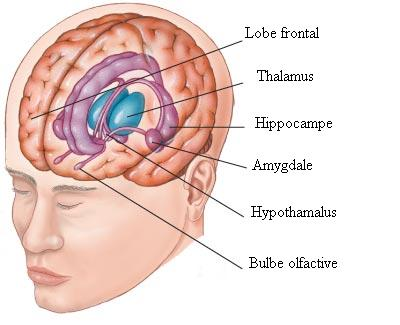 Lobe frontal
Thalamus
Hippocampe
Amygdale
Hypothamalus
Bulbe olfactive